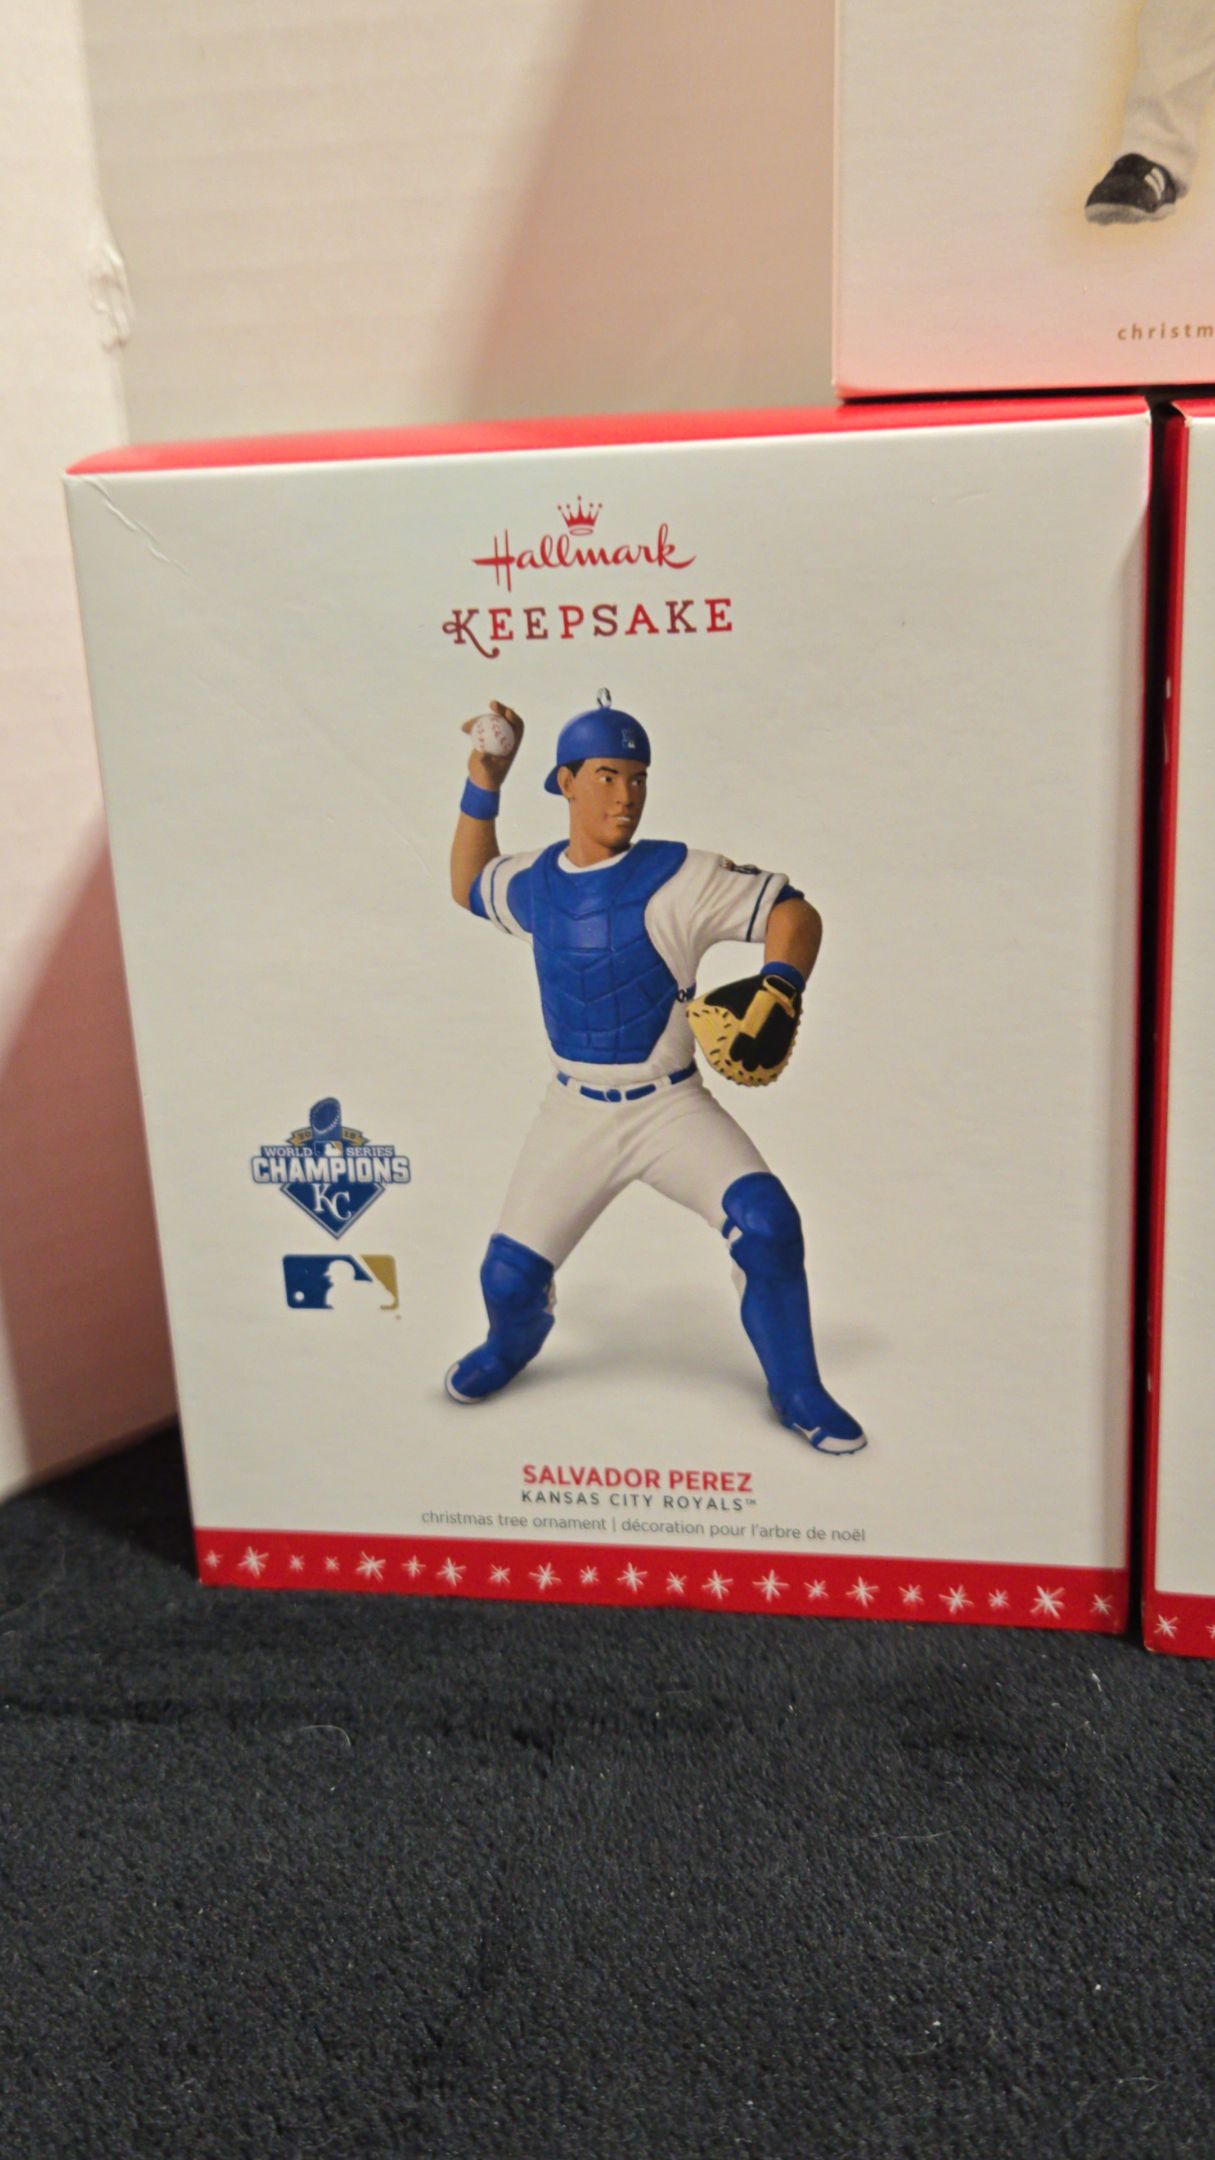 christm
Hallmark
KEEPSAKE
2015
WORLD SERIES
CHAMPIONS
KC
SALVADOR PEREZ
KANSAS CITY ROYALS™
christmas tree ornament | décoration pour l'arbre de noël